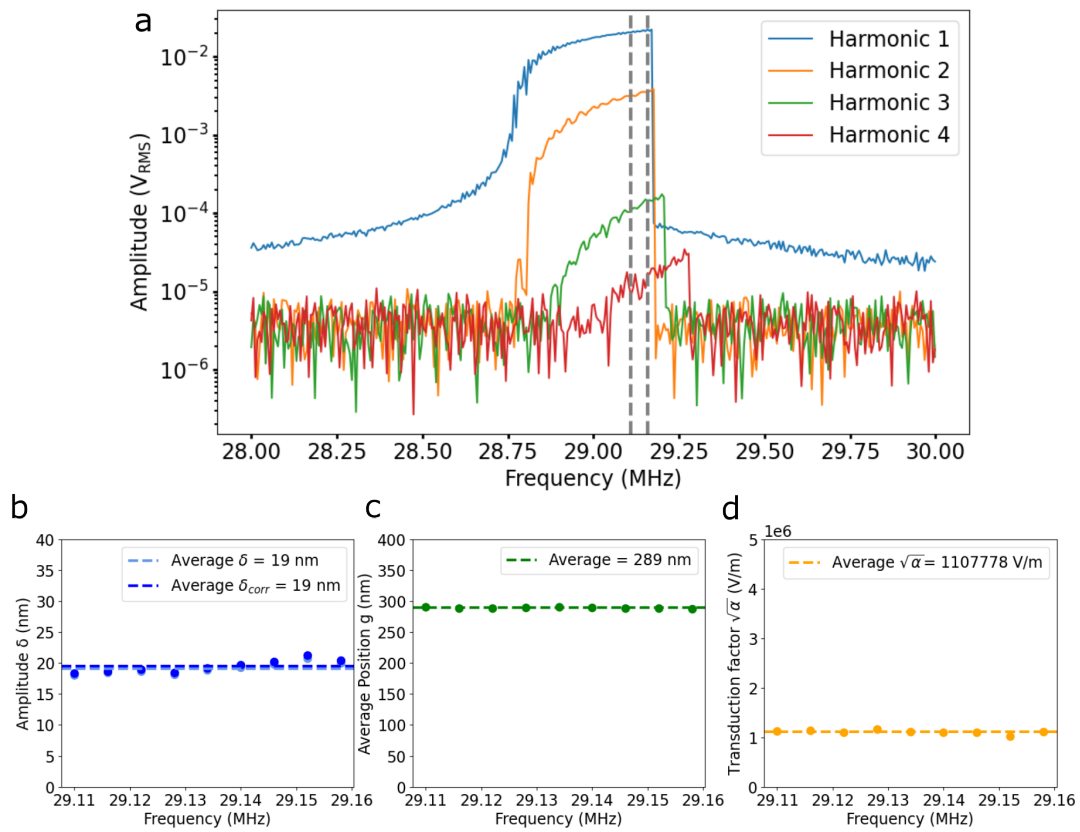 a
Amplitude (V_RMS)
10⁻²
10⁻³
10⁻⁴
10⁻⁵
10⁻⁶
Harmonic 1
Harmonic 2
Harmonic 3
Harmonic 4
28.00 28.25 28.50 28.75 29.00 29.25 29.50 29.75 30.00
Frequency (MHz)
b
Amplitude δ (nm)
40
35
30
25
20
15
10
5
0
Average δ = 19 nm
Average δ_corr = 19 nm
29.11 29.12 29.13 29.14 29.15 29.16
Frequency (MHz)
c
Average Position g (nm)
400
350
300
250
200
150
100
50
0
Average = 289 nm
29.11 29.12 29.13 29.14 29.15 29.16
Frequency (MHz)
d
Transduction factor √α (V/m)
1e6
5
4
3
2
1
0
Average √α = 1107778 V/m
29.11 29.12 29.13 29.14 29.15 29.16
Frequency (MHz)